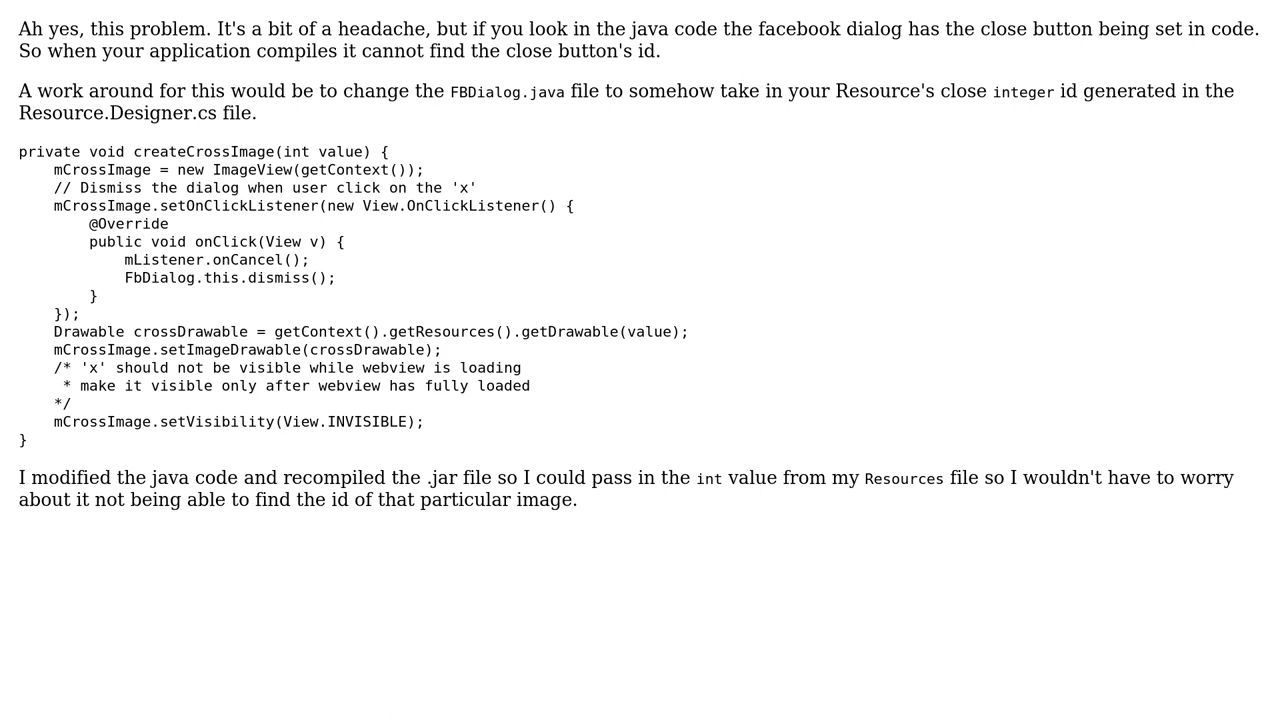 Ah yes, this problem. It's a bit of a headache, but if you look in the java code the facebook dialog has the close button being set in code.
So when your application compiles it cannot find the close button's id.
A work around for this would be to change the FBDialog.java file to somehow take in your Resource's close integer id generated in the
Resource.Designer.cs file.
private void createCrossImage(int value) {
    mCrossImage = new ImageView(getContext());
    // Dismiss the dialog when user click on the 'x'
    mCrossImage.setOnClickListener(new View.OnClickListener() {
        @Override
        public void onClick(View v) {
            mListener.onCancel();
            FbDialog.this.dismiss();
        }
    });
    Drawable crossDrawable = getContext().getResources().getDrawable(value);
    mCrossImage.setImageDrawable(crossDrawable);
    /* 'x' should not be visible while webview is loading
     * make it visible only after webview has fully loaded
    */
    mCrossImage.setVisibility(View.INVISIBLE);
}
I modified the java code and recompiled the .jar file so I could pass in the int value from my Resources file so I wouldn't have to worry
about it not being able to find the id of that particular image.